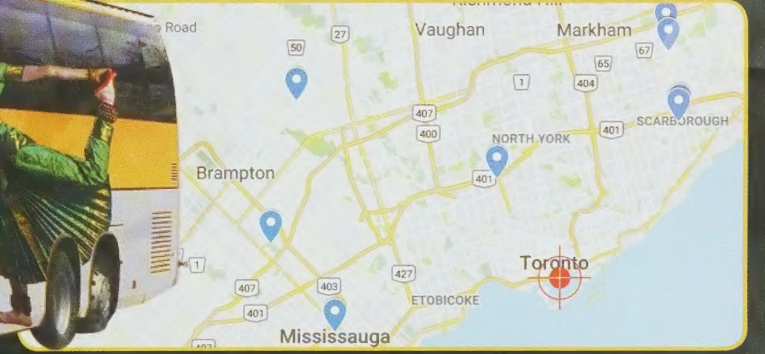 Road
50
27
Vaughan
Markham
67
65
1
404
407
400
SCARBOROUGH
NORTH YORK
401
401
Brampton
Toronto
1
407
403
427
ETOBICOKE
401
Mississauga